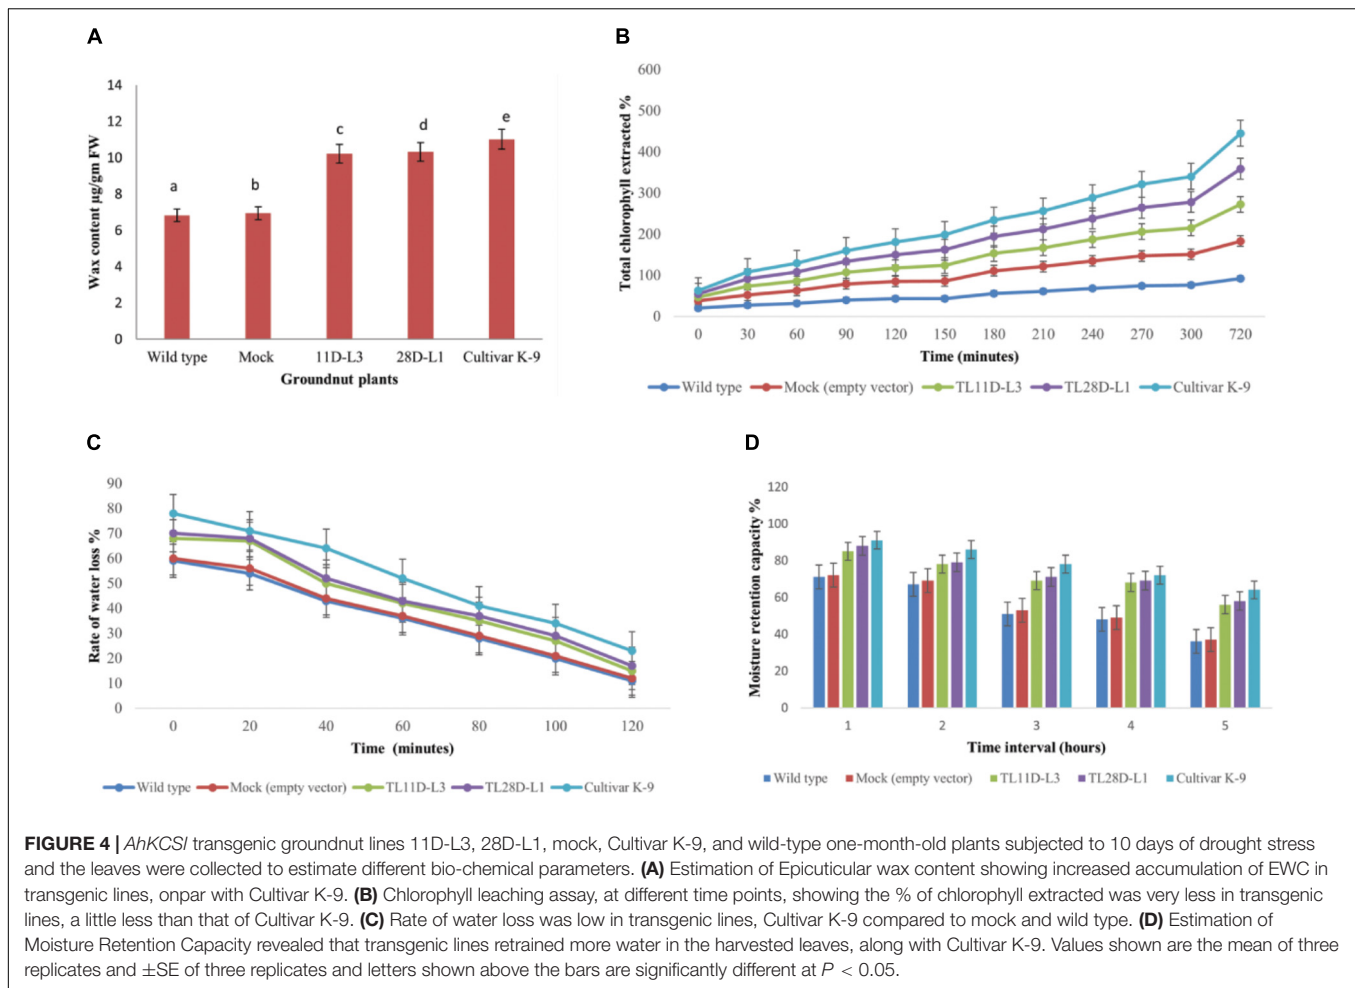 A
Wax content µg/gm FW
14
12
10
8
6
4
2
0
a
b
c
d
e
Wild type
Mock
11D-L3
28D-L1
Cultivar K-9
Groundnut plants
B
Total chlorophyll extracted %
600
500
400
300
200
100
0
0
30
60
90
120
150
180
210
240
270
300
720
Time (minutes)
Wild type
Mock (empty vector)
TL11D-L3
TL28D-L1
Cultivar K-9
C
Rate of water loss %
90
80
70
60
50
40
30
20
10
0
0
20
40
60
80
100
120
Time (minutes)
Wild type
Mock (empty vector)
TL11D-L3
TL28D-L1
Cultivar K-9
D
Moisture retention capacity %
120
100
80
60
40
20
0
1
2
3
4
5
Time interval (hours)
Wild type
Mock (empty vector)
TL11D-L3
TL28D-L1
Cultivar K-9
FIGURE 4 | AhKCSI transgenic groundnut lines 11D-L3, 28D-L1, mock, Cultivar K-9, and wild-type one-month-old plants subjected to 10 days of drought stress
and the leaves were collected to estimate different bio-chemical parameters. (A) Estimation of Epicuticular wax content showing increased accumulation of EWC in
transgenic lines, onpar with Cultivar K-9. (B) Chlorophyll leaching assay, at different time points, showing the % of chlorophyll extracted was very less in transgenic
lines, a little less than that of Cultivar K-9. (C) Rate of water loss was low in transgenic lines, Cultivar K-9 compared to mock and wild type. (D) Estimation of
Moisture Retention Capacity revealed that transgenic lines retrained more water in the harvested leaves, along with Cultivar K-9. Values shown are the mean of three
replicates and ±SE of three replicates and letters shown above the bars are significantly different at P < 0.05.